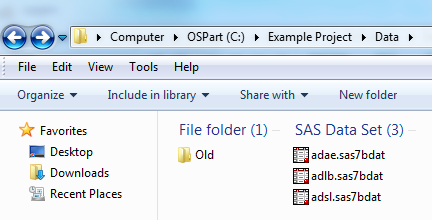 Computer OSPart (C:) Example Project Data
File Edit View Tools Help
Organize Include in library Share with New folder
Favorites
Desktop
Downloads
Recent Places
File folder (1)
Old
SAS Data Set (3)
adae.sas7bdat
adlb.sas7bdat
adsl.sas7bdat